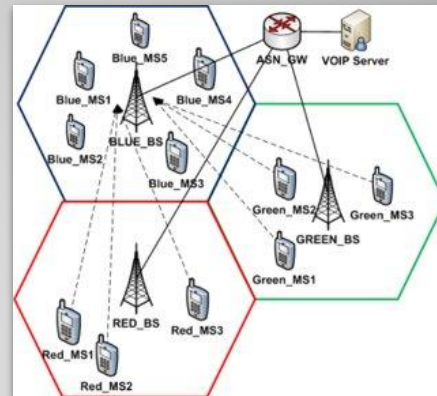 Blue_MS5
ASN_GW
VOIP Server
Blue_MS1
Blue_MS4
BLUE_BS
Blue_MS2
Blue_MS3
Green_MS2
Green_MS3
GREEN_BS
Green_MS1
RED_BS
Red_MS3
Red_MS1
Red_MS2